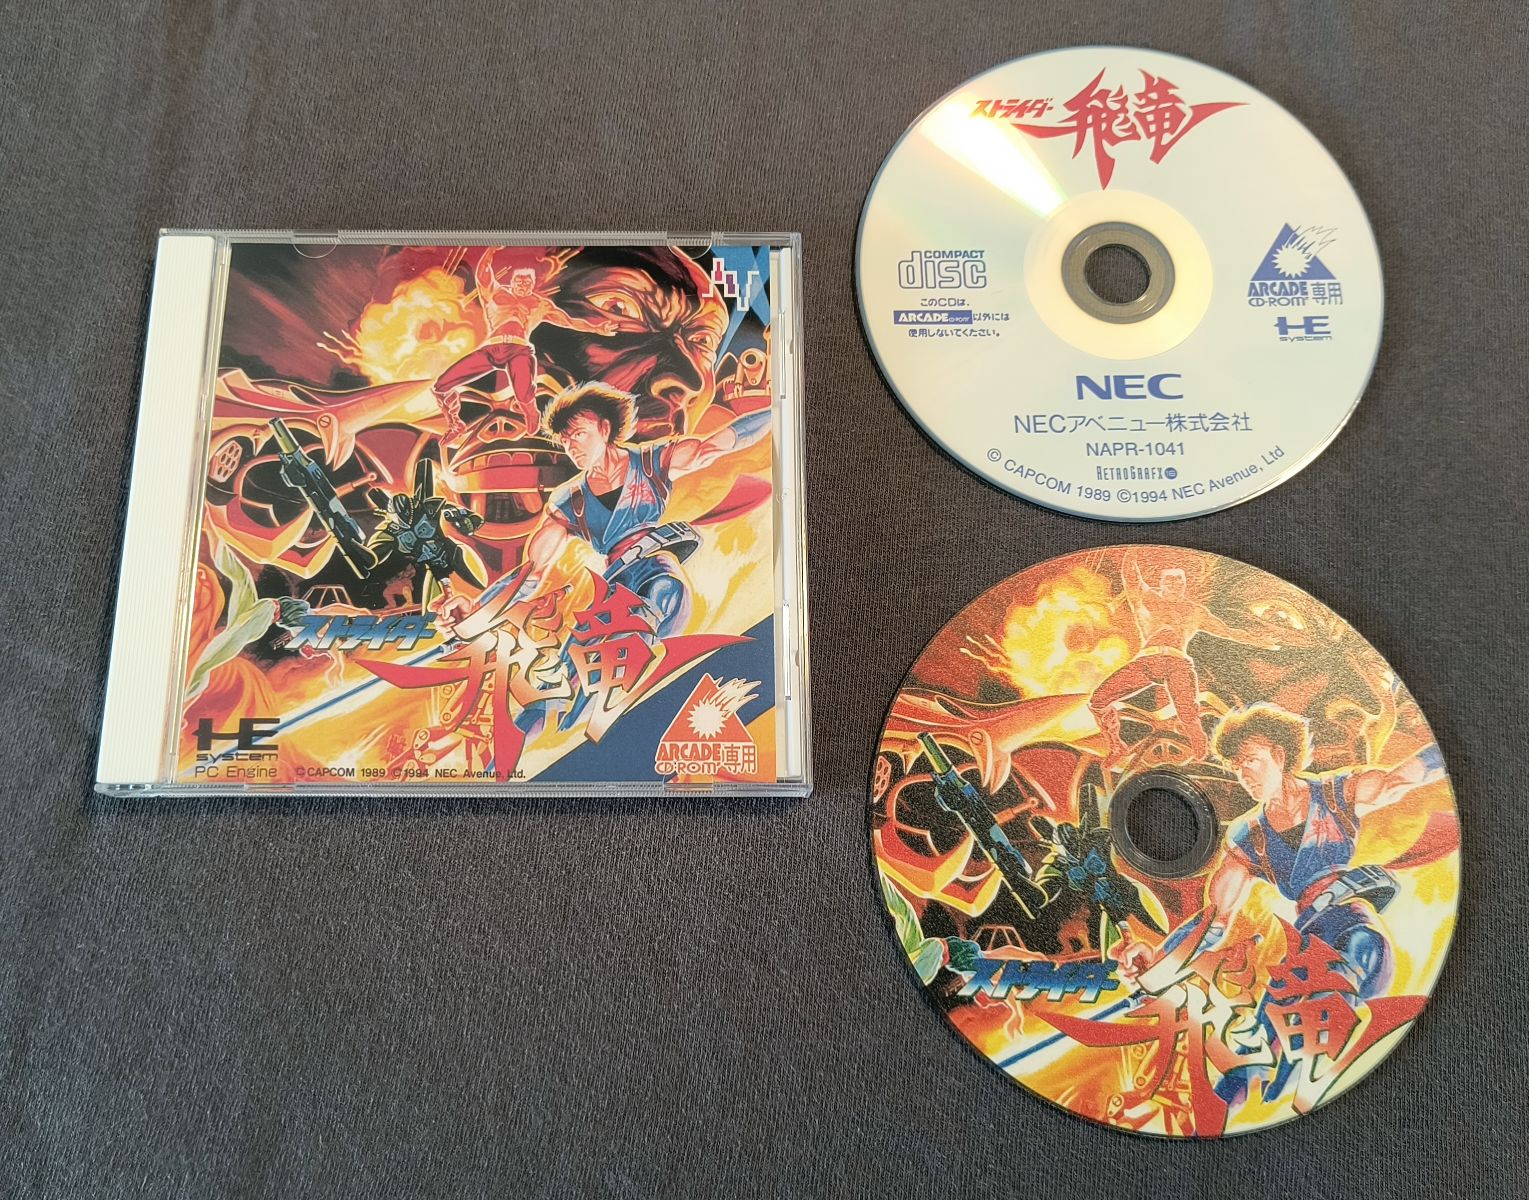 ストライダー飛竜
HE
system
PC Engine
©CAPCOM 1989 ©1994 NEC Avenue, Ltd.
ARCADE
CD-ROM²
専用
ストライダー飛竜
COMPACT
disc
このCDは、
ARCADE CD-ROM² 以外には
使用しないでください。
ARCADE
CD-ROM²
専用
HE
system
NEC
NECアベニュー株式会社
NAPR-1041
RETROGRAFX
© CAPCOM 1989 ©1994 NEC Avenue, Ltd
ストライダー飛竜